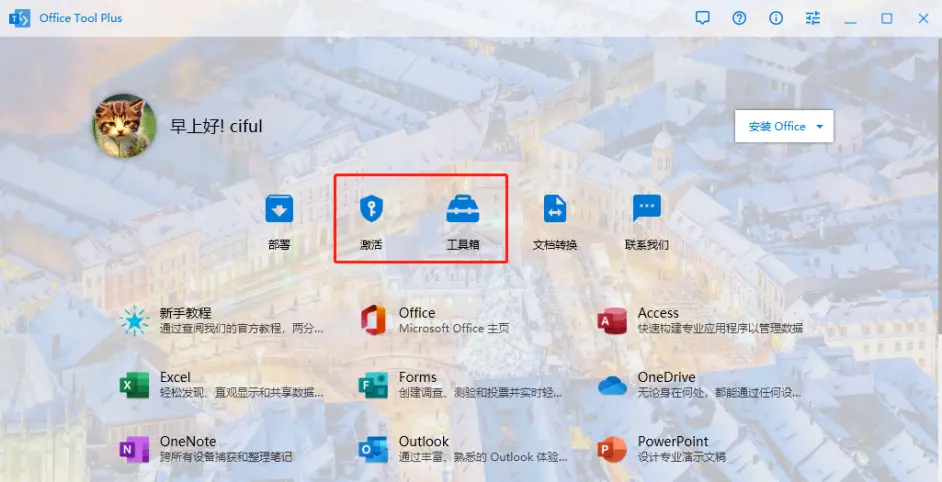 Office Tool Plus
早上好! ciful
安装 Office
部署
激活
工具箱
文档转换
联系我们
新手教程
通过查阅我们的官方教程，两分...
Office
Microsoft Office 主页
Access
快速构建专业应用程序以管理数据
Excel
轻松发现、直观显示和共享数据...
Forms
创建调查、测验和投票并实时轻...
OneDrive
无论身在何处，都能通过任何设...
OneNote
跨所有设备捕获和整理笔记
Outlook
通过丰富、熟悉的 Outlook 体验...
PowerPoint
设计专业演示文稿